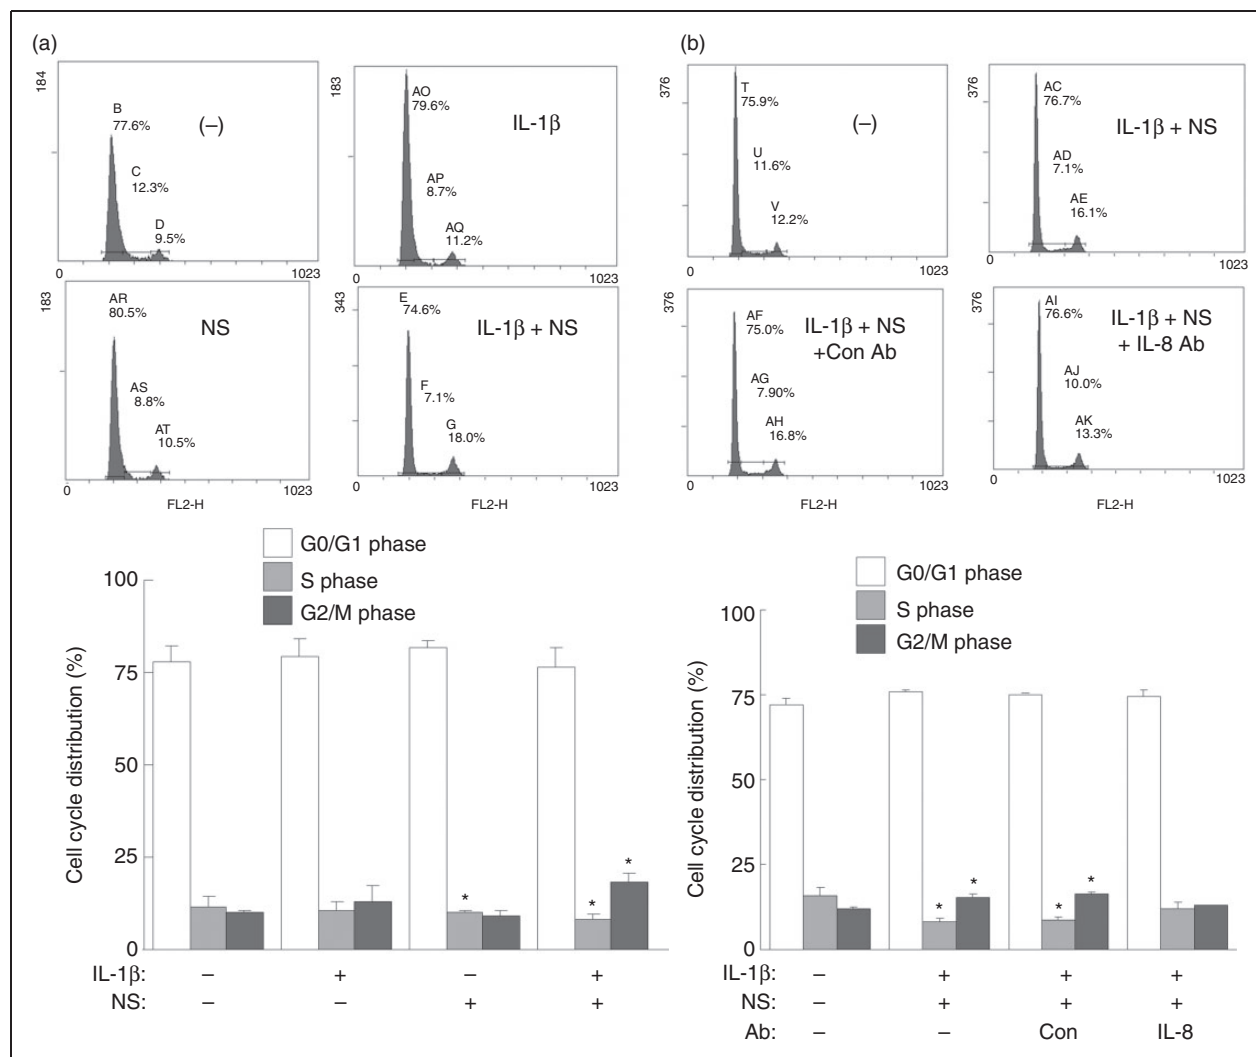 (a)
184
B
77.6%
(–)
C
12.3%
D
9.5%
0
1023
183
AO
79.6%
IL-1β
AP
8.7%
AQ
11.2%
0
1023
183
AR
80.5%
NS
AS
8.8%
AT
10.5%
0
1023
FL2-H
343
E
74.6%
IL-1β + NS
F
7.1%
G
18.0%
0
1023
FL2-H
G0/G1 phase
S phase
G2/M phase
Cell cycle distribution (%)
100
75
50
25
0
*
*
*
IL-1β: – + – +
NS: – – + +
(b)
376
T
75.9%
(–)
U
11.6%
V
12.2%
0
1023
376
AC
76.7%
IL-1β + NS
AD
7.1%
AE
16.1%
0
1023
376
AF
75.0%
IL-1β + NS
+Con Ab
AG
7.90%
AH
16.8%
0
1023
FL2-H
376
AI
76.6%
IL-1β + NS
+ IL-8 Ab
AJ
10.0%
AK
13.3%
0
1023
FL2-H
G0/G1 phase
S phase
G2/M phase
Cell cycle distribution (%)
100
75
50
25
0
*
*
*
*
IL-1β: – + + +
NS: – + + +
Ab: – – Con IL-8